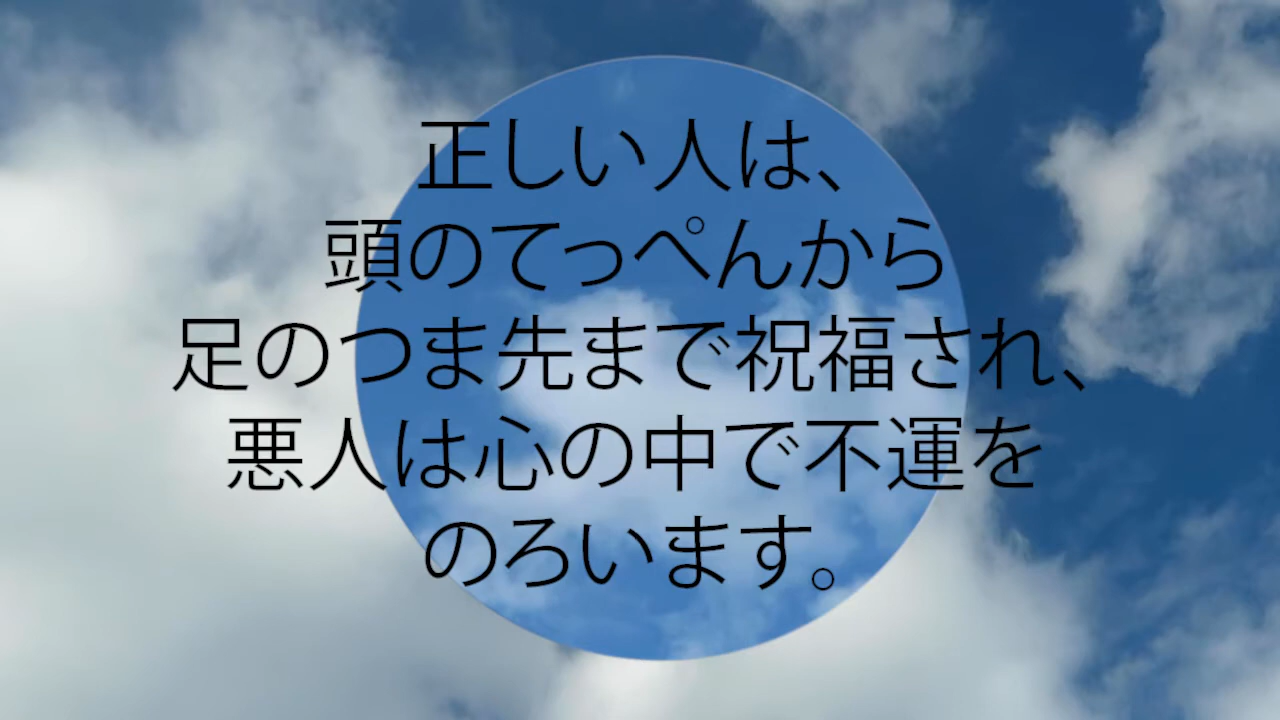 正しい人は、
頭のてっぺんから
足のつま先まで祝福され、
悪人は心の中で不運を
のろいます。